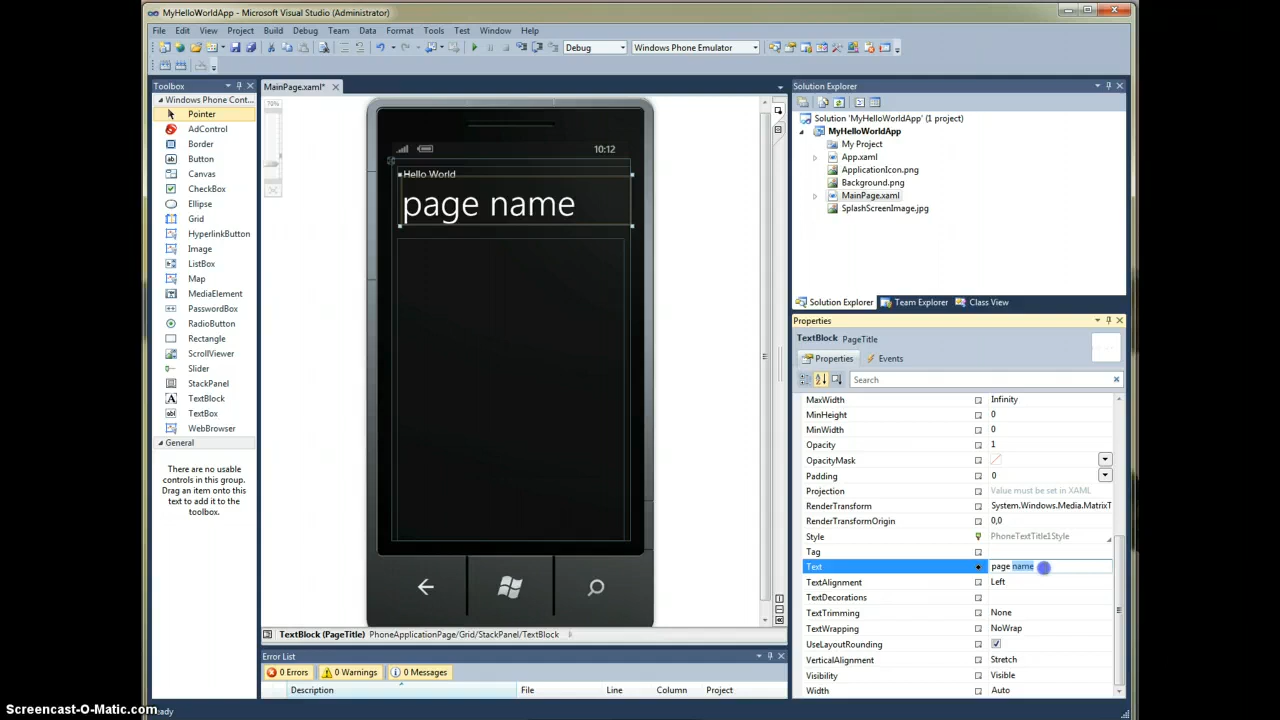 MyHelloWorldApp - Microsoft Visual Studio (Administrator)
File Edit View Project Build Debug Team Data Format Tools Test Window Help
Debug Windows Phone Emulator
Toolbox
Windows Phone Cont...
Pointer
AdControl
Border
Button
Canvas
CheckBox
Ellipse
Grid
HyperlinkButton
Image
ListBox
Map
MediaElement
PasswordBox
RadioButton
Rectangle
ScrollViewer
Slider
StackPanel
TextBlock
TextBox
WebBrowser
General
There are no usable
controls in this group.
Drag an item onto this
text to add it to the
toolbox.
MainPage.xaml*
79%
10:12
Hello World
page name
TextBlock (PageTitle) PhoneApplicationPage/Grid/StackPanel/TextBlock
Error List
0 Errors 0 Warnings 0 Messages
Description File Line Column Project
Solution Explorer
Solution 'MyHelloWorldApp' (1 project)
MyHelloWorldApp
My Project
App.xaml
ApplicationIcon.png
Background.png
MainPage.xaml
SplashScreenImage.jpg
Solution Explorer Team Explorer Class View
Properties
TextBlock PageTitle
Properties Events
Search
MaxWidth Infinity
MinHeight 0
MinWidth 0
Opacity 1
OpacityMask
Padding 0
Projection Value must be set in XAML
RenderTransform System.Windows.Media.MatrixT
RenderTransformOrigin 0,0
Style PhoneTextTitle1Style
Tag
Text page name
TextAlignment Left
TextDecorations
TextTrimming None
TextWrapping NoWrap
UseLayoutRounding
VerticalAlignment Stretch
Visibility Visible
Width Auto
Screencast-O-Matic.com